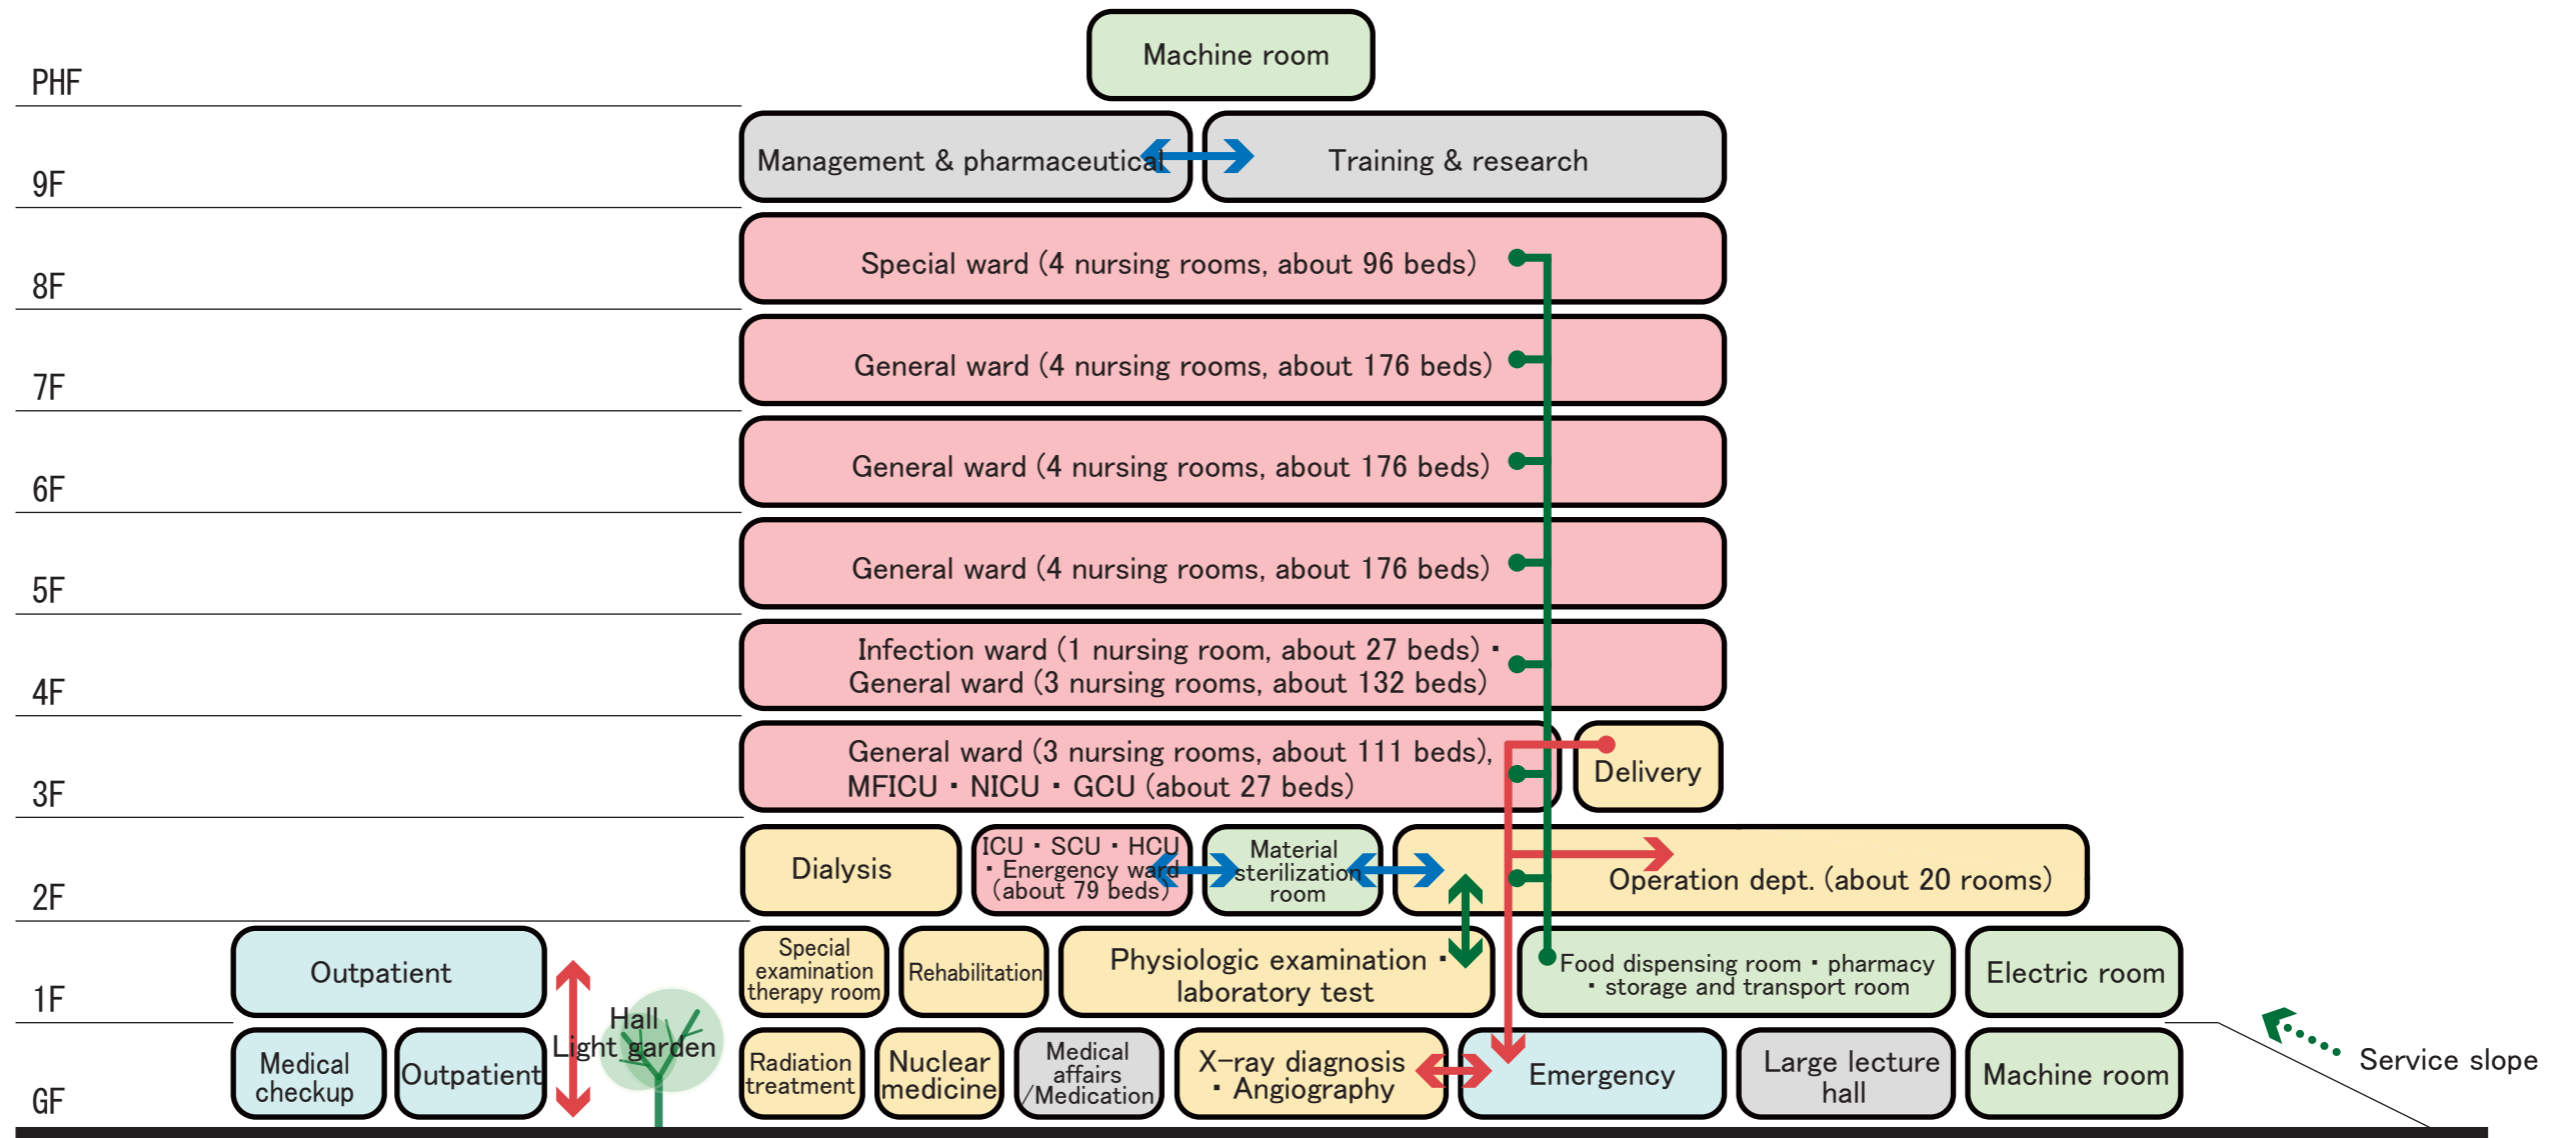 PHF
Machine room
9F
Management & pharmaceutical
Training & research
8F
Special ward (4 nursing rooms, about 96 beds)
7F
General ward (4 nursing rooms, about 176 beds)
6F
General ward (4 nursing rooms, about 176 beds)
5F
General ward (4 nursing rooms, about 176 beds)
4F
Infection ward (1 nursing room, about 27 beds)・
General ward (3 nursing rooms, about 132 beds)
3F
General ward (3 nursing rooms, about 111 beds),
MFICU・NICU・GCU (about 27 beds)
Delivery
2F
Dialysis
ICU・SCU・HCU
・Energency ward
(about 79 beds)
Material
sterilization
room
Operation dept. (about 20 rooms)
1F
Outpatient
Special
examination
therapy room
Rehabilitation
Physiologic examination・
laboratory test
Food dispensing room・pharmacy
・storage and transport room
Electric room
Hall
Light garden
GF
Medical
checkup
Outpatient
Radiation
treatment
Nuclear
medicine
Medical
affairs
/Medication
X-ray diagnosis
・Angiography
Emergency
Large lecture
hall
Machine room
Service slope